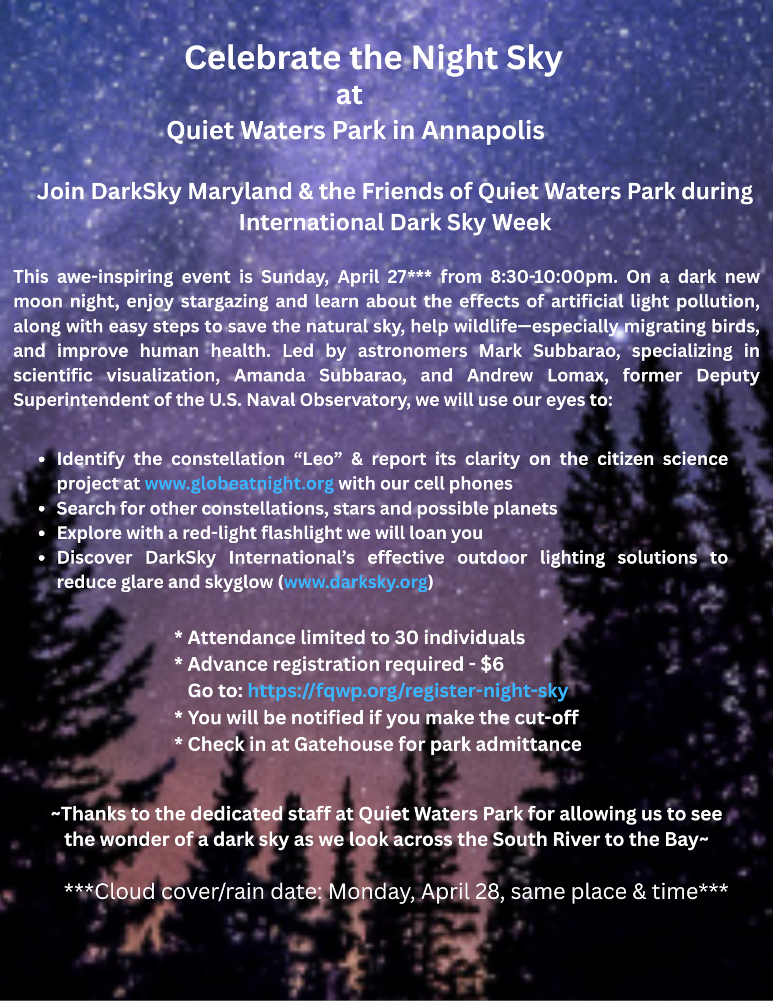 Celebrate the Night Sky
at
Quiet Waters Park in Annapolis
Join DarkSky Maryland & the Friends of Quiet Waters Park during
International Dark Sky Week
This awe-inspiring event is Sunday, April 27*** from 8:30-10:00pm. On a dark new
moon night, enjoy stargazing and learn about the effects of artificial light pollution,
along with easy steps to save the natural sky, help wildlife—especially migrating birds,
and improve human health. Led by astronomers Mark Subbarao, specializing in
scientific visualization, Amanda Subbarao, and Andrew Lomax, former Deputy
Superintendent of the U.S. Naval Observatory, we will use our eyes to:
• Identify the constellation “Leo” & report its clarity on the citizen science
project at www.globeatnight.org with our cell phones
• Search for other constellations, stars and possible planets
• Explore with a red-light flashlight we will loan you
• Discover DarkSky International’s effective outdoor lighting solutions to
reduce glare and skyglow (www.darksky.org)
* Attendance limited to 30 individuals
* Advance registration required - $6
Go to: https://fqwp.org/register-night-sky
* You will be notified if you make the cut-off
* Check in at Gatehouse for park admittance
~Thanks to the dedicated staff at Quiet Waters Park for allowing us to see
the wonder of a dark sky as we look across the South River to the Bay~
***Cloud cover/rain date: Monday, April 28, same place & time***